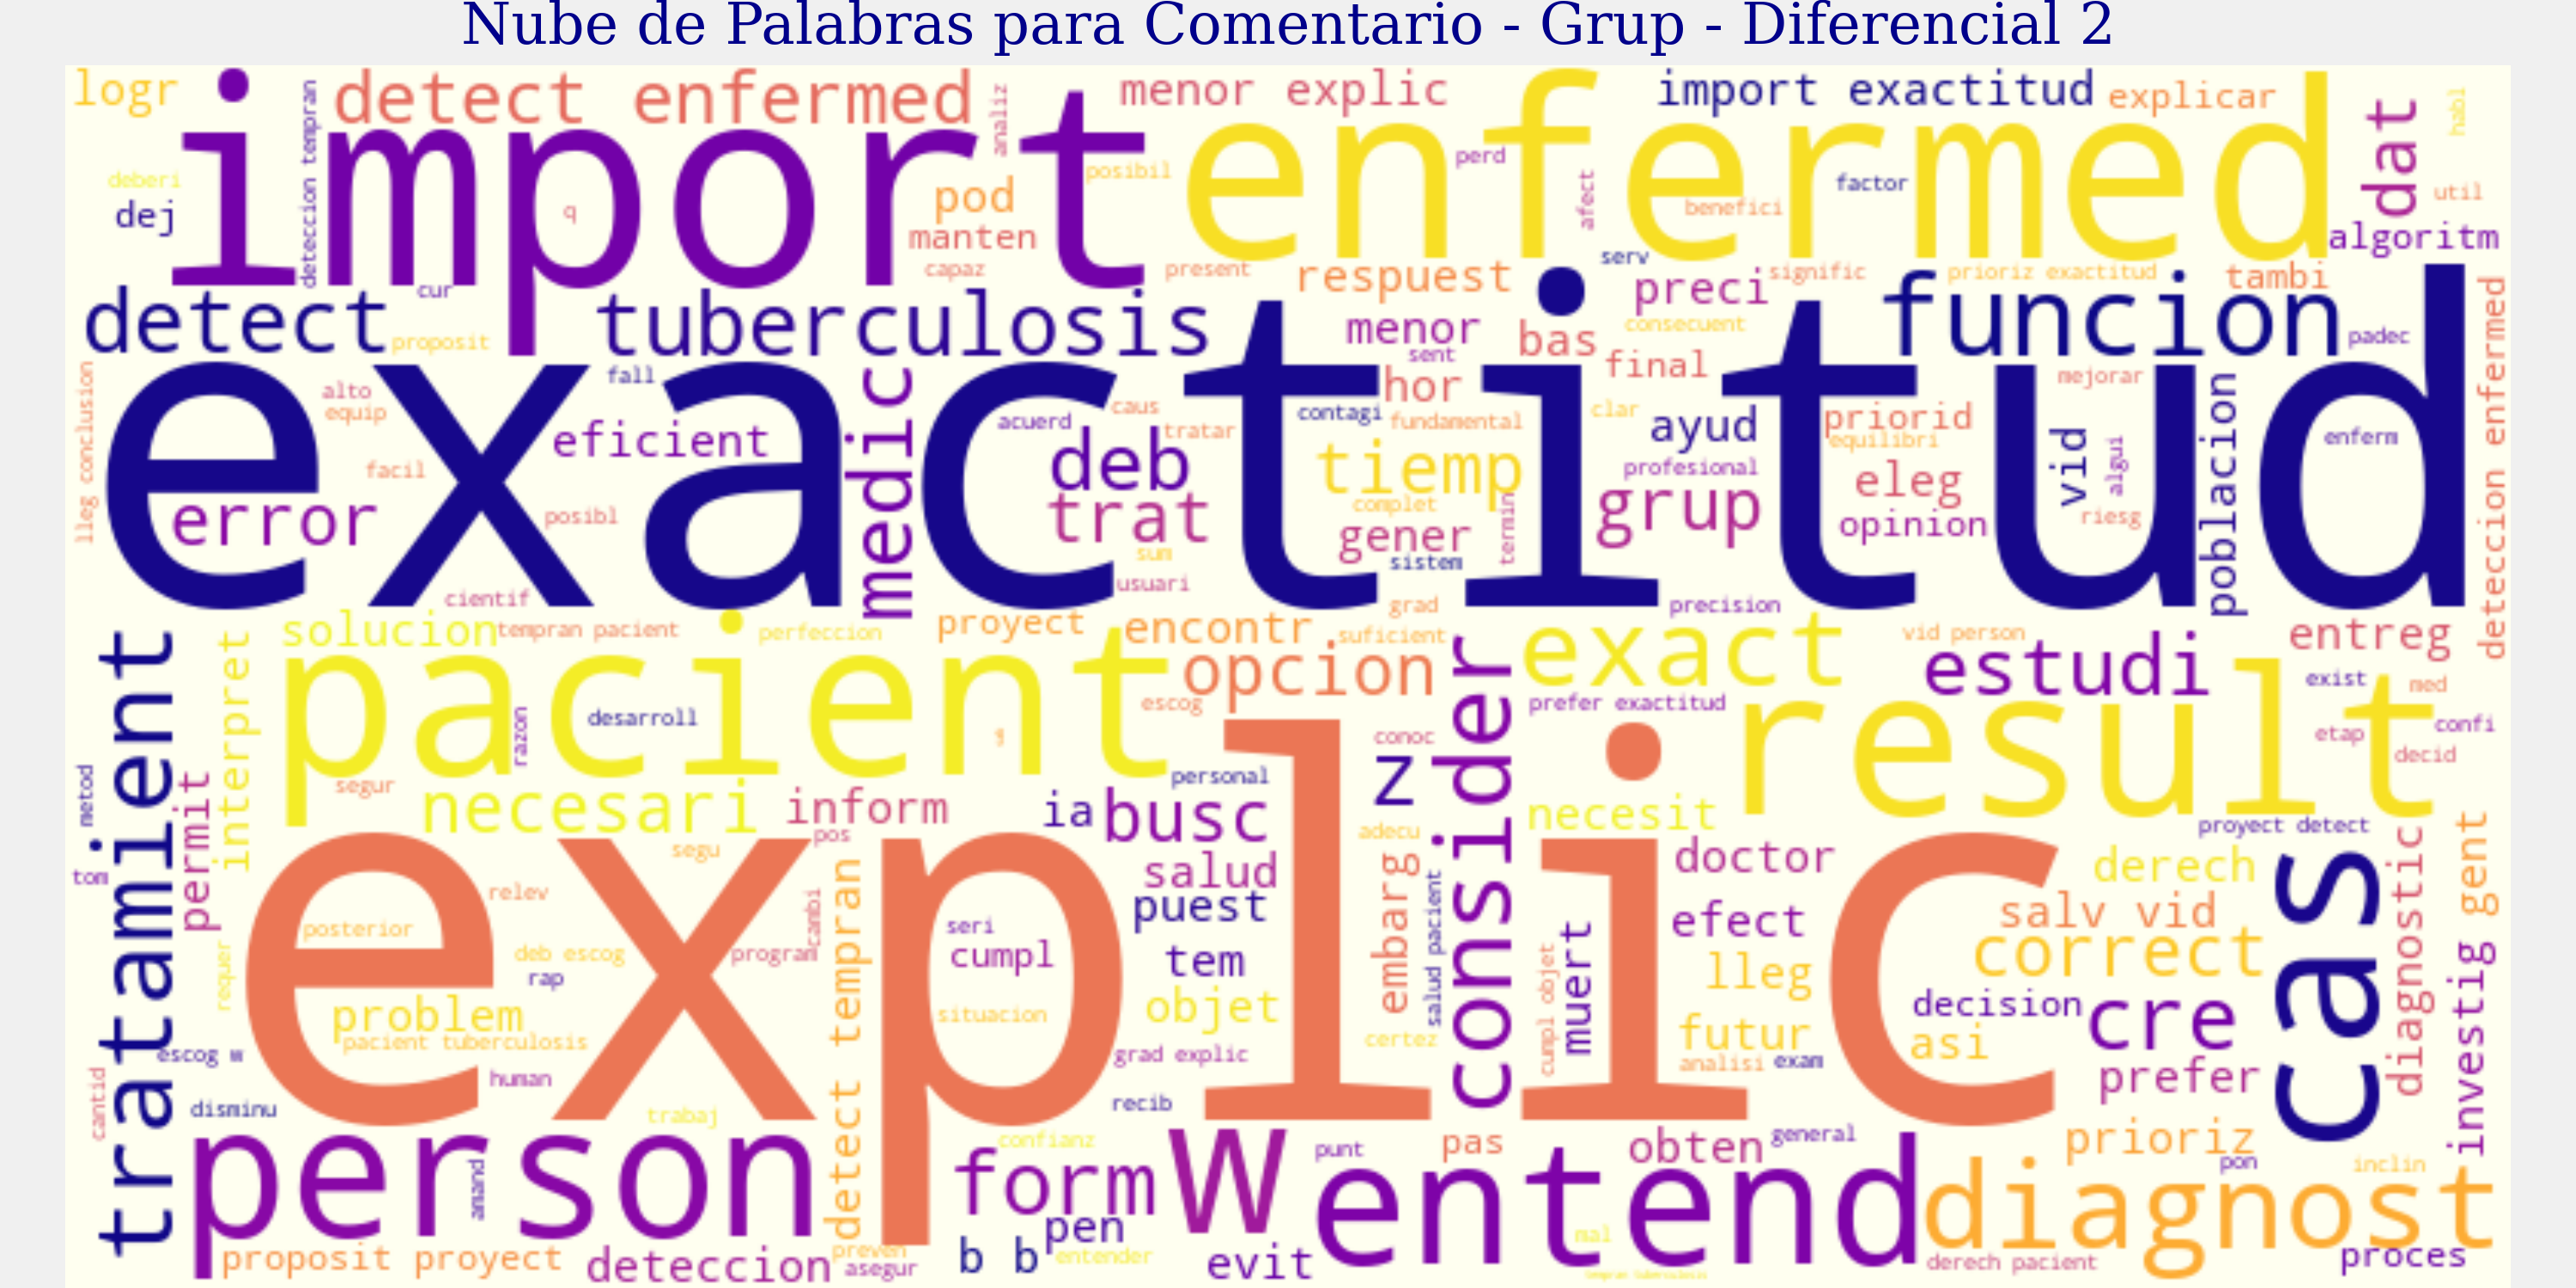 Nube de Palabras para Comentario - Grup - Diferencial 2
logr
import
detect enfermed
menor explic
import exactitud
explicar
dat
habl
deteccion tempran
analiz
enfermed
deberi
dej
q
pod
manten
posibil
perd
afect
benefici
factor
util
algoritm
capaz
present
respuest
serv
preci
signific
prioriz exactitud
tambi
detect
cur
proposit
tuberculosis
menor
bas
consecuent
funcion
padec
sent
final
exactitud
lleg conclusion
alto
equip
fall
eficient
medic
acuerd
caus
tratar
contagi
hor
fundamental
clar
ayud
priorid
equilibri
mejorar
vid
algui
poblacion
enferm
deteccion enfermed
facil
error
posibl
deb
trat
tiemp
complet
profesional
grup
eleg
opinion
riesg
gener
termin
sum
usuari
sistem
cientif
grad
precision
tratamient
solucion
tempran pacient
perfeccion
proyect
encontr
suficient
exact
vid person
estudi
entreg
interpret
pacient
opcion
consider
razon
desarroll
escog
prefer exactitud
result
exist
med
confi
etap
decid
conoc
z
g
metod
permit
segur
necesari
inform
personal
ia
busc
necesit
proyect detect
gent
pos
segu
adecu
doctor
derech
cas
diagnostic
tom
explic
relev
cambi
salud
puest
embarg
salud pacient
efect
salv vid
correct
investig
posterior
requer
deb escog
rap
program
detect tempran
seri
cumpl
tem
cumpl objet
muert
lleg
problem
pacient tuberculosis
situacion
objet
certez
futur
decision
asi
cre
escog w
human
grad explic
analisi
exam
prefer
cantid
disminu
trabaj
recib
person
amand
confianz
form
W
punt
pas
obten
general
prioriz
pon
inclin
entend
diagnost
pen
mal
proposit proyect
deteccion
preven
asegur
b b
entender
evit
derech pacient
proces
tempran tuberculosis